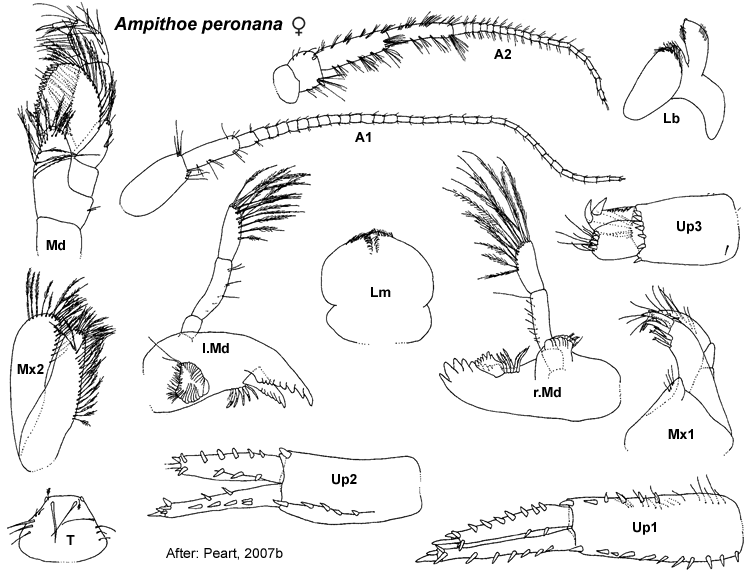 Ampithoe peronana ♀
A2
Lb
A1
Md
Up3
Lm
l.Md
Mx2
r.Md
Mx1
Up2
Up1
T
After: Peart, 2007b